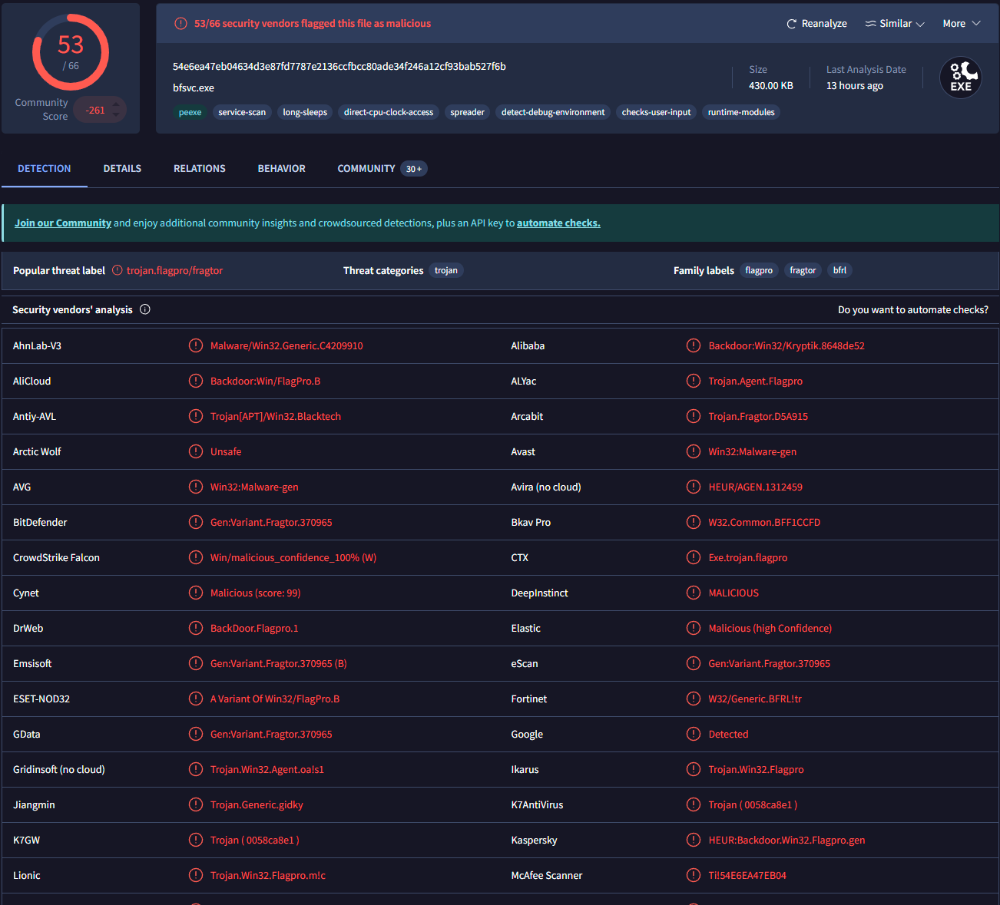 53
/ 66
Community Score
-261
53/66 security vendors flagged this file as malicious
Reanalyze
Similar
More
54e6ea47eb04634d3e87fd7787e2136ccfbcc80ade34f246a12cf93bab527f6b
bfsvc.exe
Size
430.00 KB
Last Analysis Date
13 hours ago
EXE
peexe service-scan long-sleeps direct-cpu-clock-access spreader detect-debug-environment checks-user-input runtime-modules
DETECTION DETAILS RELATIONS BEHAVIOR COMMUNITY 30+
Join our Community and enjoy additional community insights and crowdsourced detections, plus an API key to automate checks.
Popular threat label trojan.flagpro/fragtor Threat categories trojan Family labels flagpro fragtor bfrl
Security vendors' analysis Do you want to automate checks?
AhnLab-V3 Malware/Win32.Generic.C4209910 Alibaba Backdoor:Win32/Kryptik.8648de52
AliCloud Backdoor:Win/FlagPro.B ALYac Trojan.Agent.Flagpro
Antiy-AVL Trojan[APT]/Win32.Blacktech Arcabit Trojan.Fragtor.D5A915
Arctic Wolf Unsafe Avast Win32:Malware-gen
AVG Win32:Malware-gen Avira (no cloud) HEUR/AGEN.1312459
BitDefender Gen:Variant.Fragtor.370965 Bkav Pro W32.Common.BFF1CCFD
CrowdStrike Falcon Win/malicious_confidence_100% (W) CTX Exe.trojan.flagpro
Cynet Malicious (score: 99) DeepInstinct MALICIOUS
DrWeb BackDoor.Flagpro.1 Elastic Malicious (high Confidence)
Emsisoft Gen:Variant.Fragtor.370965 (B) eScan Gen:Variant.Fragtor.370965
ESET-NOD32 A Variant Of Win32/FlagPro.B Fortinet W32/Generic.BFRL!tr
GData Gen:Variant.Fragtor.370965 Google Detected
Gridinsoft (no cloud) Trojan.Win32.Agent.oa!s1 Ikarus Trojan.Win32.Flagpro
Jiangmin Trojan.Generic.gidky K7AntiVirus Trojan ( 0058ca8e1 )
K7GW Trojan ( 0058ca8e1 ) Kaspersky HEUR:Backdoor.Win32.Flagpro.gen
Lionic Trojan.Win32.Flagpro.m!c McAfee Scanner Ti!54E6EA47EB04